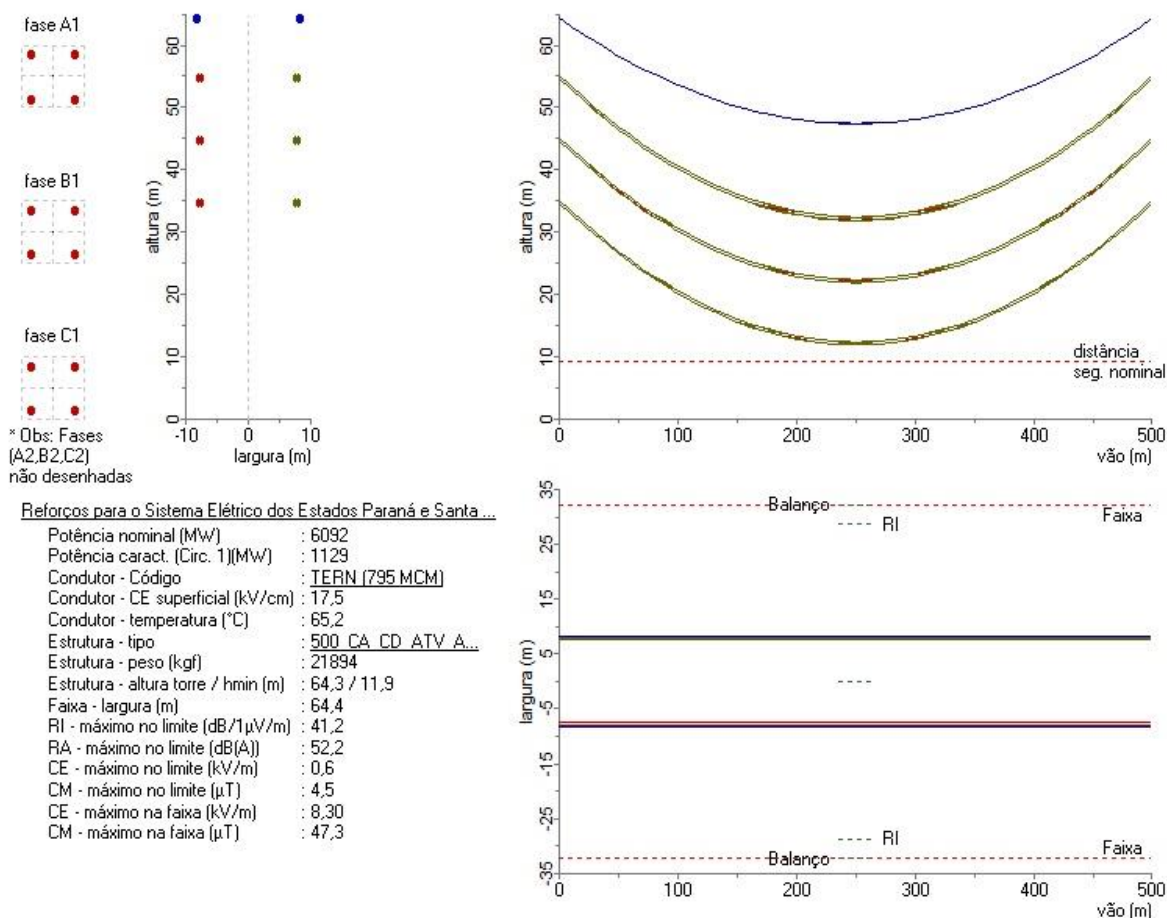 fase A1
fase B1
fase C1
* Obs: Fases
(A2,B2,C2)
não desenhadas
altura (m)
60
50
40
30
20
10
0
-10
0
10
largura (m)
altura (m)
60
50
40
30
20
10
0
distância
seg. nominal
0
100
200
300
400
500
vão (m)
Reforços para o Sistema Elétrico dos Estados Paraná e Santa ...
Potência nominal (MW) : 6092
Potência caract. (Circ. 1)(MW) : 1129
Condutor - Código : TERN (795 MCM)
Condutor - CE superficial (kV/cm) : 17,5
Condutor - temperatura (°C) : 65,2
Estrutura - tipo : 500_CA_CD_ATV_A...
Estrutura - peso (kgf) : 21894
Estrutura - altura torre / hmin (m) : 64,3 / 11,9
Faixa - largura (m) : 64,4
RI - máximo no limite (dB/1µV/m) : 41,2
RA - máximo no limite (dB(A)) : 52,2
CE - máximo no limite (kV/m) : 0,6
CM - máximo no limite (µT) : 4,5
CE - máximo na faixa (kV/m) : 8,30
CM - máximo na faixa (µT) : 47,3
largura (m)
35
25
15
5
-5
-15
-25
-35
Balanço
RI
Faixa
RI
Balanço
Faixa
0
100
200
300
400
500
vão (m)